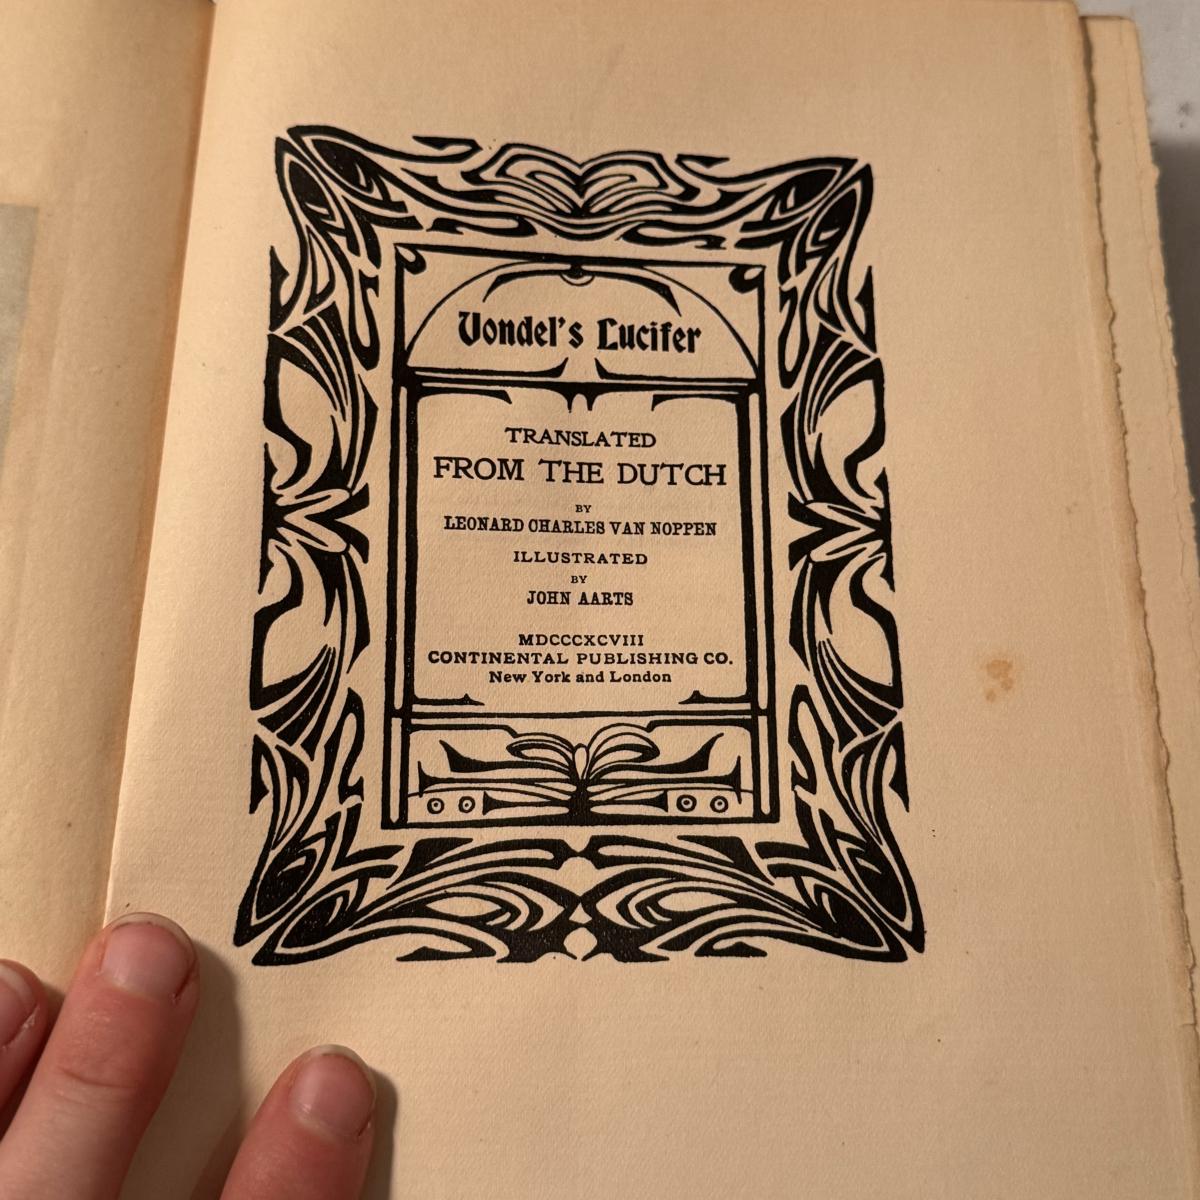 Vondel's Lucifer
TRANSLATED
FROM THE DUTCH
BY
LEONARD CHARLES VAN NOPPEN
ILLUSTRATED
BY
JOHN AARTS
MDCCCXCVIII
CONTINENTAL PUBLISHING CO.
New York and London